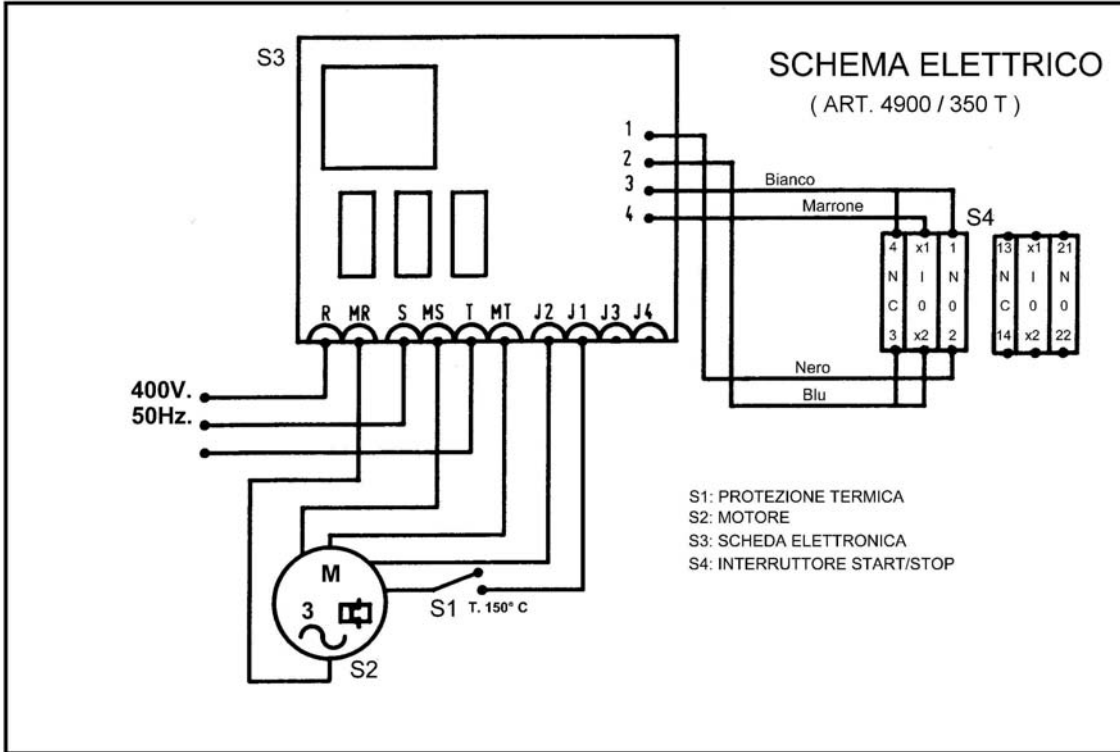 SCHEMA ELETTRICO
( ART. 4900 / 350 T )
S3
1
2
3
4
Bianco
Marrone
S4
4 x1 1
N I N
C 0 0
3 x2 2
13 x1 21
N I N
C 0 0
14 x2 22
Nero
Blu
R MR S MS T MT J2 J1 J3 J4
400V.
50Hz.
M
3
S1 T. 150° C
S2
S1: PROTEZIONE TERMICA
S2: MOTORE
S3: SCHEDA ELETTRONICA
S4: INTERRUTTORE START/STOP